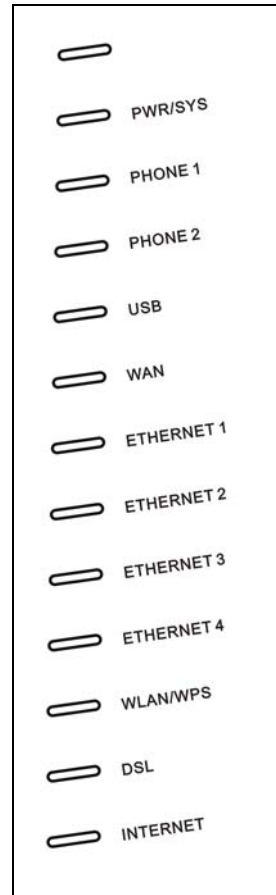 PWR/SYS
PHONE 1
PHONE 2
USB
WAN
ETHERNET 1
ETHERNET 2
ETHERNET 3
ETHERNET 4
WLAN/WPS
DSL
INTERNET